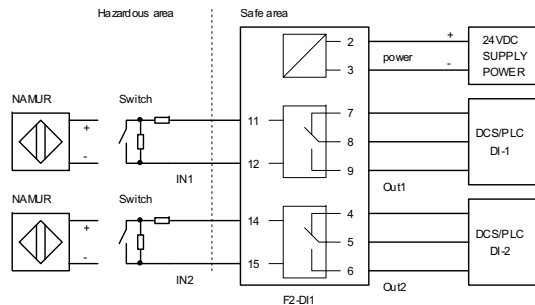 Hazardous area
Safe area
2
+
24VDC
SUPPLY
POWER
power
3
-
NAMUR
Switch
+
-
IN1
11
12
7
8
9
Out1
DCS/PLC
DI-1
NAMUR
Switch
+
-
IN2
14
15
4
5
6
Out2
DCS/PLC
DI-2
F2-DI1